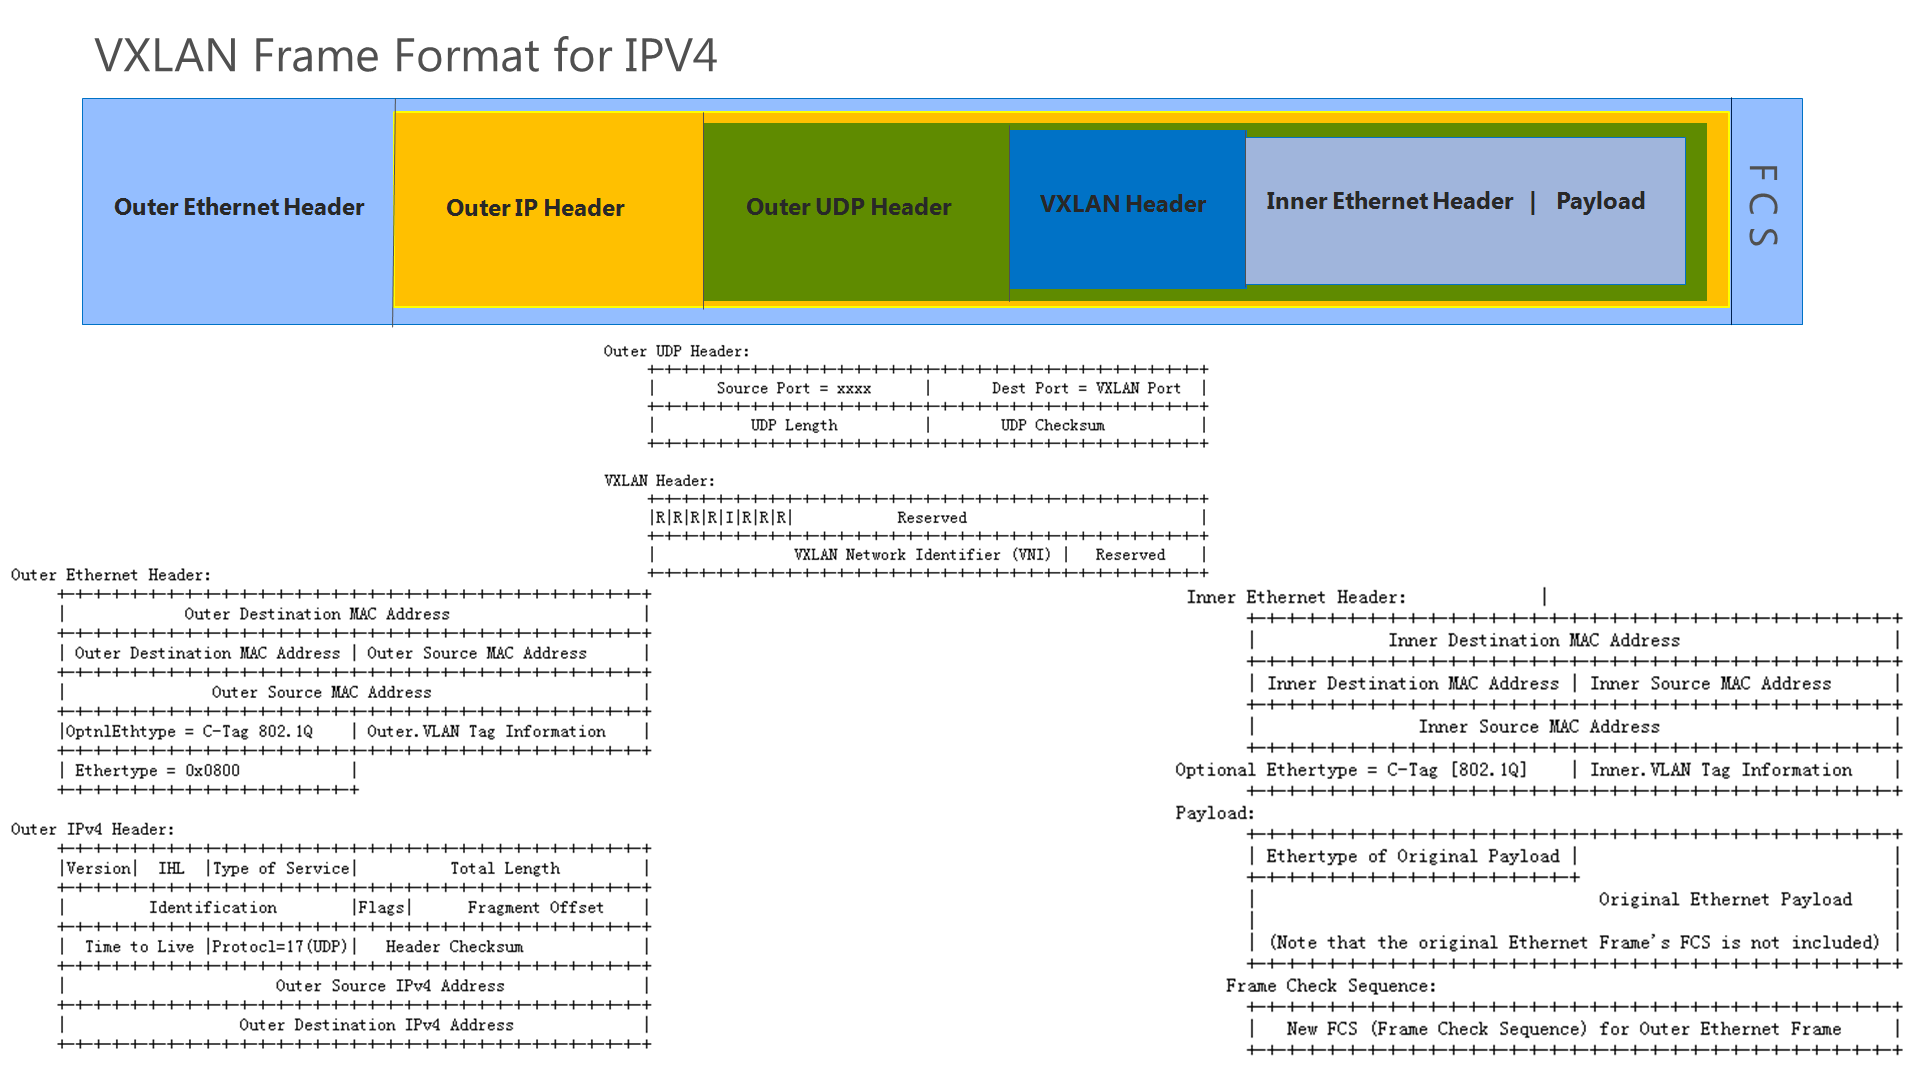 VXLAN Frame Format for IPV4
Outer Ethernet Header
Outer IP Header
Outer UDP Header
VXLAN Header
Inner Ethernet Header | Payload
FCS
Outer UDP Header:
| Source Port = xxxx | Dest Port = VXLAN Port |
| UDP Length | UDP Checksum |
VXLAN Header:
|R|R|R|R|I|R|R|R| Reserved |
| VXLAN Network Identifier (VNI) | Reserved |
Outer Ethernet Header:
| Outer Destination MAC Address |
| Outer Destination MAC Address | Outer Source MAC Address |
| Outer Source MAC Address |
|OptnlEthtype = C-Tag 802.1Q | Outer.VLAN Tag Information |
| Ethertype = 0x0800 |
Outer IPv4 Header:
|Version| IHL |Type of Service| Total Length |
| Identification |Flags| Fragment Offset |
| Time to Live |Protocl=17(UDP)| Header Checksum |
| Outer Source IPv4 Address |
| Outer Destination IPv4 Address |
Inner Ethernet Header: |
| Inner Destination MAC Address |
| Inner Destination MAC Address | Inner Source MAC Address |
| Inner Source MAC Address |
Optional Ethertype = C-Tag [802.1Q] | Inner.VLAN Tag Information |
Payload:
| Ethertype of Original Payload | |
| Original Ethernet Payload |
| (Note that the original Ethernet Frame's FCS is not included) |
Frame Check Sequence:
| New FCS (Frame Check Sequence) for Outer Ethernet Frame |